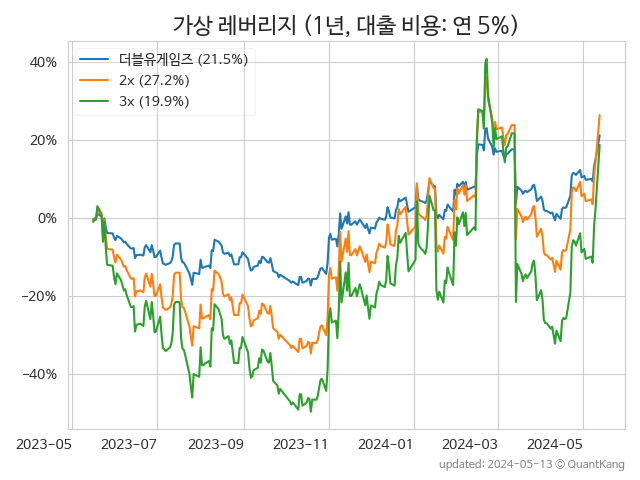 가상 레버리지 (1년, 대출 비용: 연 5%)
더블유게임즈 (21.5%)
2x (27.2%)
3x (19.9%)
40%
20%
0%
−20%
−40%
2023-05 2023-07 2023-09 2023-11 2024-01 2024-03 2024-05
updated: 2024-05-13 © QuantKang